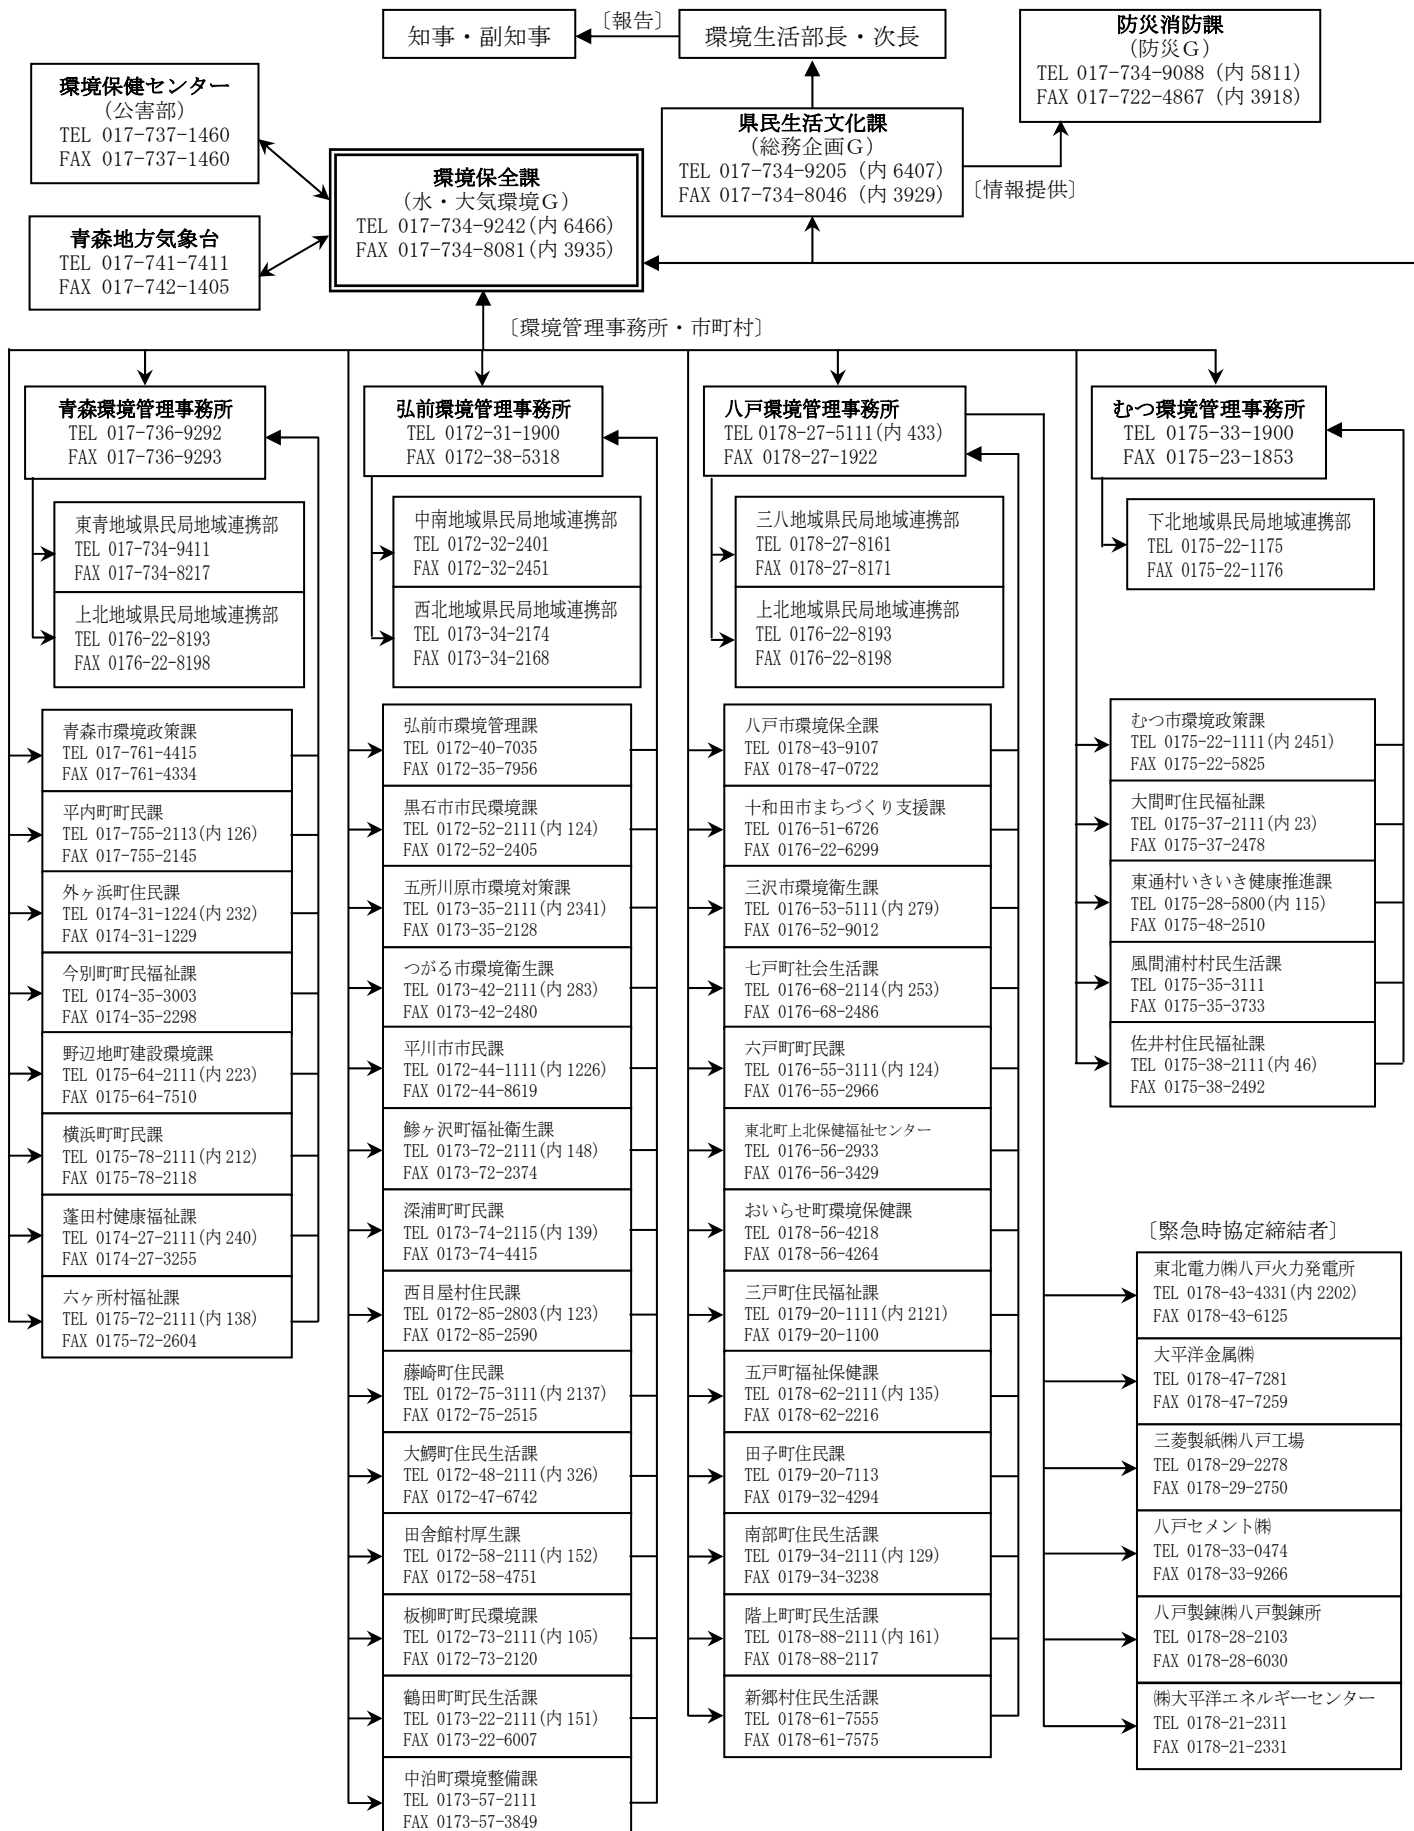 知事・副知事
〔報告〕
環境生活部長・次長
防災消防課
(防災G)
TEL 017-734-9088 (内 5811)
FAX 017-722-4867 (内 3918)
環境保健センター
(公害部)
TEL 017-737-1460
FAX 017-737-1460
県民生活文化課
(総務企画G)
TEL 017-734-9205 (内 6407)
FAX 017-734-8046 (内 3929)
〔情報提供〕
環境保全課
(水・大気環境G)
TEL 017-734-9242(内 6466)
FAX 017-734-8081(内 3935)
青森地方気象台
TEL 017-741-7411
FAX 017-742-1405
〔環境管理事務所・市町村〕
青森環境管理事務所
TEL 017-736-9292
FAX 017-736-9293
東青地域県民局地域連携部
TEL 017-734-9411
FAX 017-734-8217
上北地域県民局地域連携部
TEL 0176-22-8193
FAX 0176-22-8198
青森市環境政策課
TEL 017-761-4415
FAX 017-761-4334
平内町町民課
TEL 017-755-2113(内 126)
FAX 017-755-2145
外ヶ浜町住民課
TEL 0174-31-1224(内 232)
FAX 0174-31-1229
今別町町民福祉課
TEL 0174-35-3003
FAX 0174-35-2298
野辺地町建設環境課
TEL 0175-64-2111(内 223)
FAX 0175-64-7510
横浜町町民課
TEL 0175-78-2111(内 212)
FAX 0175-78-2118
蓬田村健康福祉課
TEL 0174-27-2111(内 240)
FAX 0174-27-3255
六ヶ所村福祉課
TEL 0175-72-2111(内 138)
FAX 0175-72-2604
弘前環境管理事務所
TEL 0172-31-1900
FAX 0172-38-5318
中南地域県民局地域連携部
TEL 0172-32-2401
FAX 0172-32-2451
西北地域県民局地域連携部
TEL 0173-34-2174
FAX 0173-34-2168
弘前市環境管理課
TEL 0172-40-7035
FAX 0172-35-7956
黒石市市民環境課
TEL 0172-52-2111(内 124)
FAX 0172-52-2405
五所川原市環境対策課
TEL 0173-35-2111(内 2341)
FAX 0173-35-2128
つがる市環境衛生課
TEL 0173-42-2111(内 283)
FAX 0173-42-2480
平川市市民課
TEL 0172-44-1111(内 1226)
FAX 0172-44-8619
鰺ヶ沢町福祉衛生課
TEL 0173-72-2111(内 148)
FAX 0173-72-2374
深浦町町民課
TEL 0173-74-2115(内 139)
FAX 0173-74-4415
西目屋村住民課
TEL 0172-85-2803(内 123)
FAX 0172-85-2590
藤崎町住民課
TEL 0172-75-3111(内 2137)
FAX 0172-75-2515
大鰐町住民生活課
TEL 0172-48-2111(内 326)
FAX 0172-47-6742
田舎館村厚生課
TEL 0172-58-2111(内 152)
FAX 0172-58-4751
板柳町町民環境課
TEL 0172-73-2111(内 105)
FAX 0172-73-2120
鶴田町町民生活課
TEL 0173-22-2111(内 151)
FAX 0173-22-6007
中泊町環境整備課
TEL 0173-57-2111
FAX 0173-57-3849
八戸環境管理事務所
TEL 0178-27-5111(内 433)
FAX 0178-27-1922
三八地域県民局地域連携部
TEL 0178-27-8161
FAX 0178-27-8171
上北地域県民局地域連携部
TEL 0176-22-8193
FAX 0176-22-8198
八戸市環境保全課
TEL 0178-43-9107
FAX 0178-47-0722
十和田市まちづくり支援課
TEL 0176-51-6726
FAX 0176-22-6299
三沢市環境衛生課
TEL 0176-53-5111(内 279)
FAX 0176-52-9012
七戸町社会生活課
TEL 0176-68-2114(内 253)
FAX 0176-68-2486
六戸町町民課
TEL 0176-55-3111(内 124)
FAX 0176-55-2966
東北町上北保健福祉センター
TEL 0176-56-2933
FAX 0176-56-3429
おいらせ町環境保健課
TEL 0178-56-4218
FAX 0178-56-4264
三戸町住民福祉課
TEL 0179-20-1111(内 2121)
FAX 0179-20-1100
五戸町福祉保健課
TEL 0178-62-2111(内 135)
FAX 0178-62-2216
田子町住民課
TEL 0179-20-7113
FAX 0179-32-4294
南部町住民生活課
TEL 0179-34-2111(内 129)
FAX 0179-34-3238
階上町町民生活課
TEL 0178-88-2111(内 161)
FAX 0178-88-2117
新郷村住民生活課
TEL 0178-61-7555
FAX 0178-61-7575
むつ環境管理事務所
TEL 0175-33-1900
FAX 0175-23-1853
下北地域県民局地域連携部
TEL 0175-22-1175
FAX 0175-22-1176
むつ市環境政策課
TEL 0175-22-1111(内 2451)
FAX 0175-22-5825
大間町住民福祉課
TEL 0175-37-2111(内 23)
FAX 0175-37-2478
東通村いきいき健康推進課
TEL 0175-28-5800(内 115)
FAX 0175-48-2510
風間浦村村民生活課
TEL 0175-35-3111
FAX 0175-35-3733
佐井村住民福祉課
TEL 0175-38-2111(内 46)
FAX 0175-38-2492
〔緊急時協定締結者〕
東北電力㈱八戸火力発電所
TEL 0178-43-4331(内 2202)
FAX 0178-43-6125
大平洋金属㈱
TEL 0178-47-7281
FAX 0178-47-7259
三菱製紙㈱八戸工場
TEL 0178-29-2278
FAX 0178-29-2750
八戸セメント㈱
TEL 0178-33-0474
FAX 0178-33-9266
八戸製錬㈱八戸製錬所
TEL 0178-28-2103
FAX 0178-28-6030
㈱大平洋エネルギーセンター
TEL 0178-21-2311
FAX 0178-21-2331